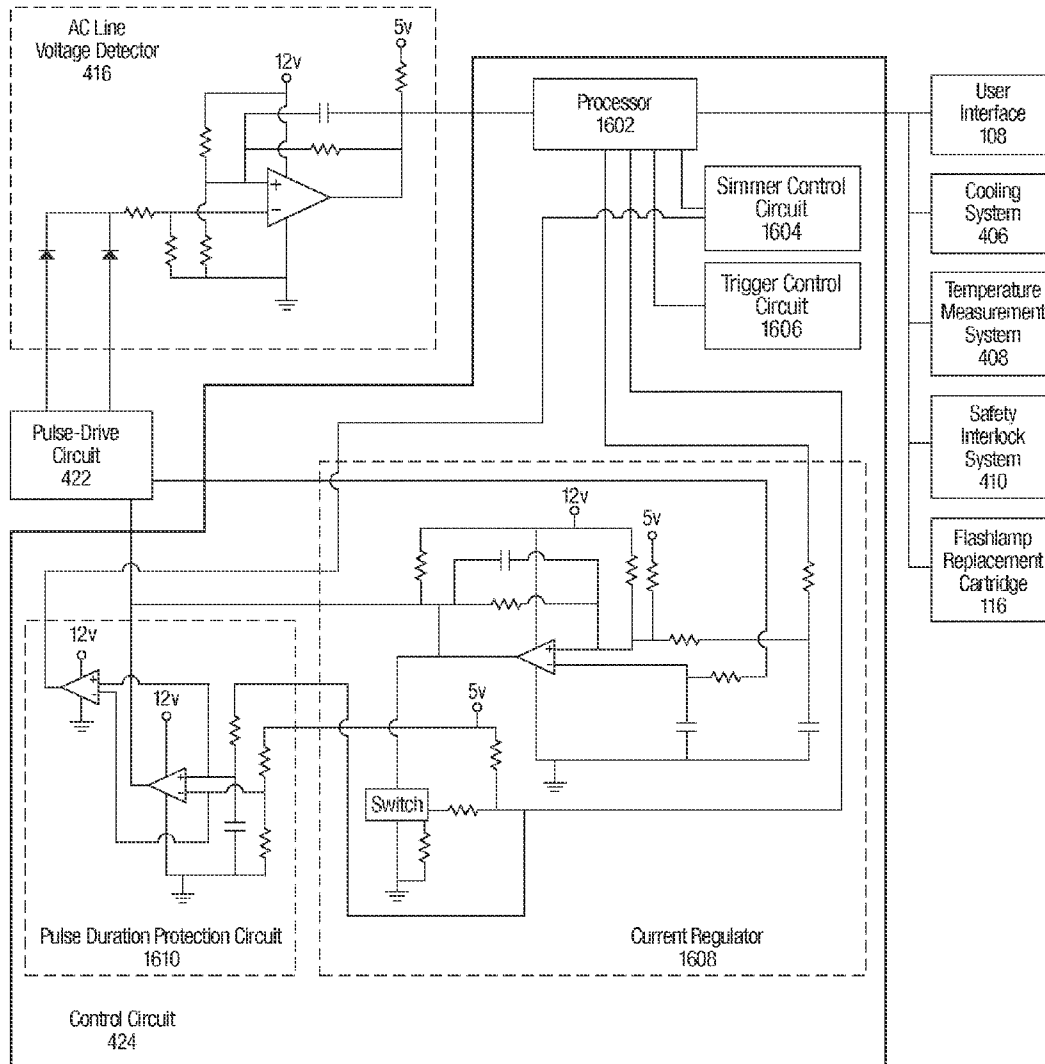 AC Line
Voltage Detector
416
5v
12v
Processor
1602
User
Interface
108
Simmer Control
Circuit
1604
Cooling
System
406
Trigger Control
Circuit
1606
Temperature
Measurement
System
408
Pulse-Drive
Circuit
422
Safety
Interlock
System
410
12v
5v
Flashlamp
Replacement
Cartridge
116
12v
12v
5v
Switch
Pulse Duration Protection Circuit
1610
Current Regulator
1608
Control Circuit
424